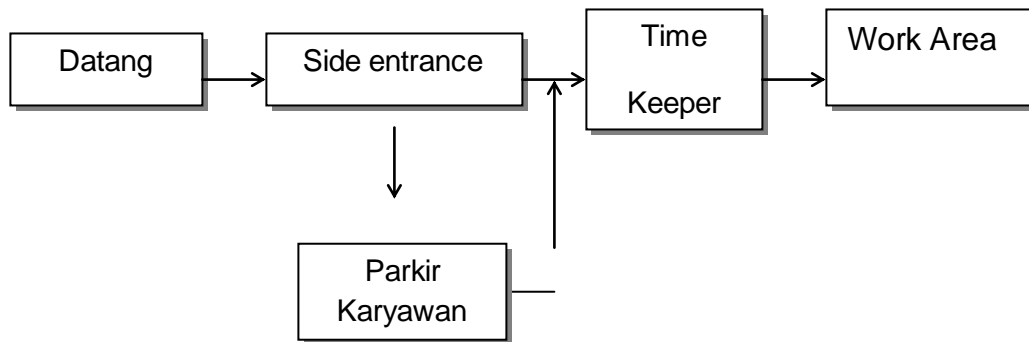 Datang
Side entrance
Time
Keeper
Work Area
Parkir
Karyawan